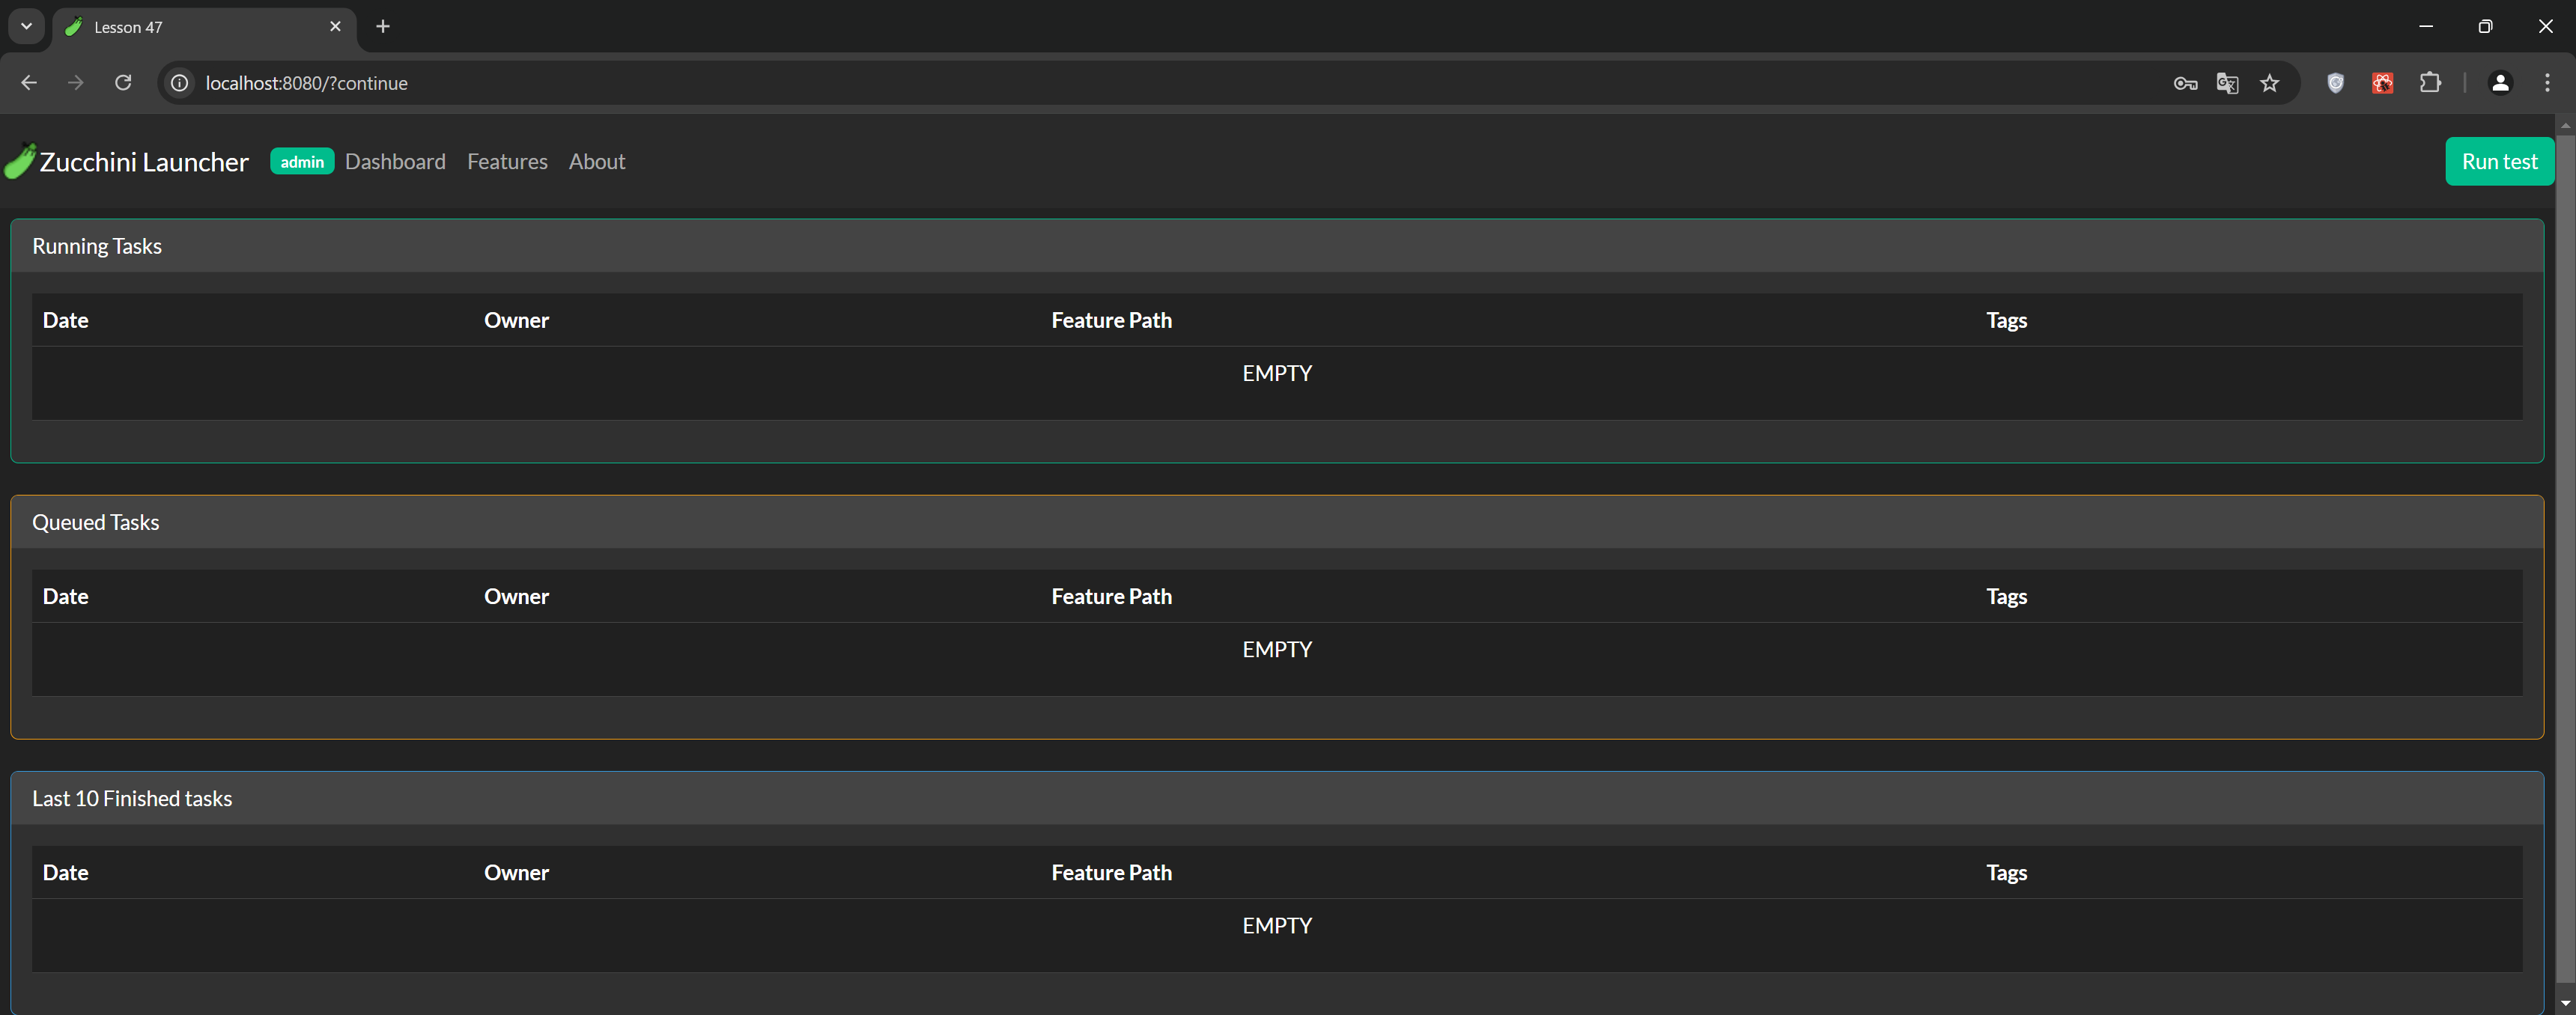 Lesson 47
localhost:8080/?continue
Zucchini Launcher admin Dashboard Features About Run test
Running Tasks
Date Owner Feature Path Tags
EMPTY
Queued Tasks
Date Owner Feature Path Tags
EMPTY
Last 10 Finished tasks
Date Owner Feature Path Tags
EMPTY